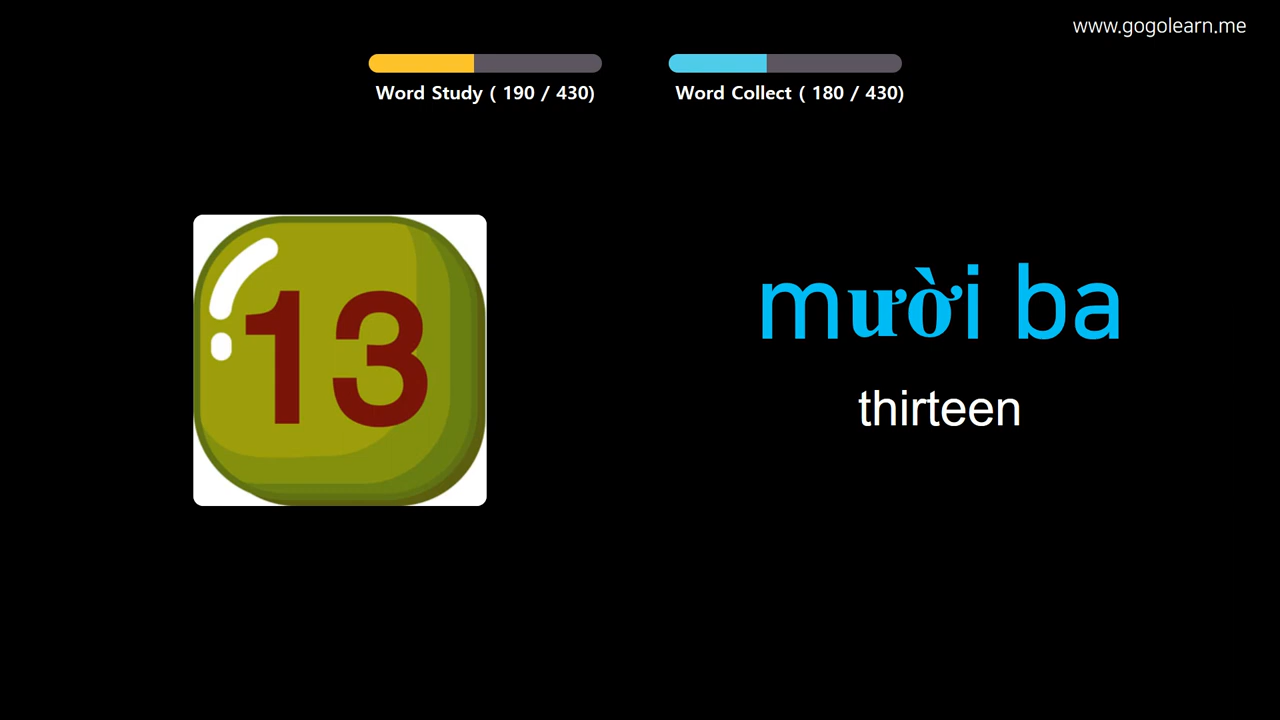 www.gogolearn.me
Word Study ( 190 / 430)
Word Collect ( 180 / 430)
13
mười ba
thirteen